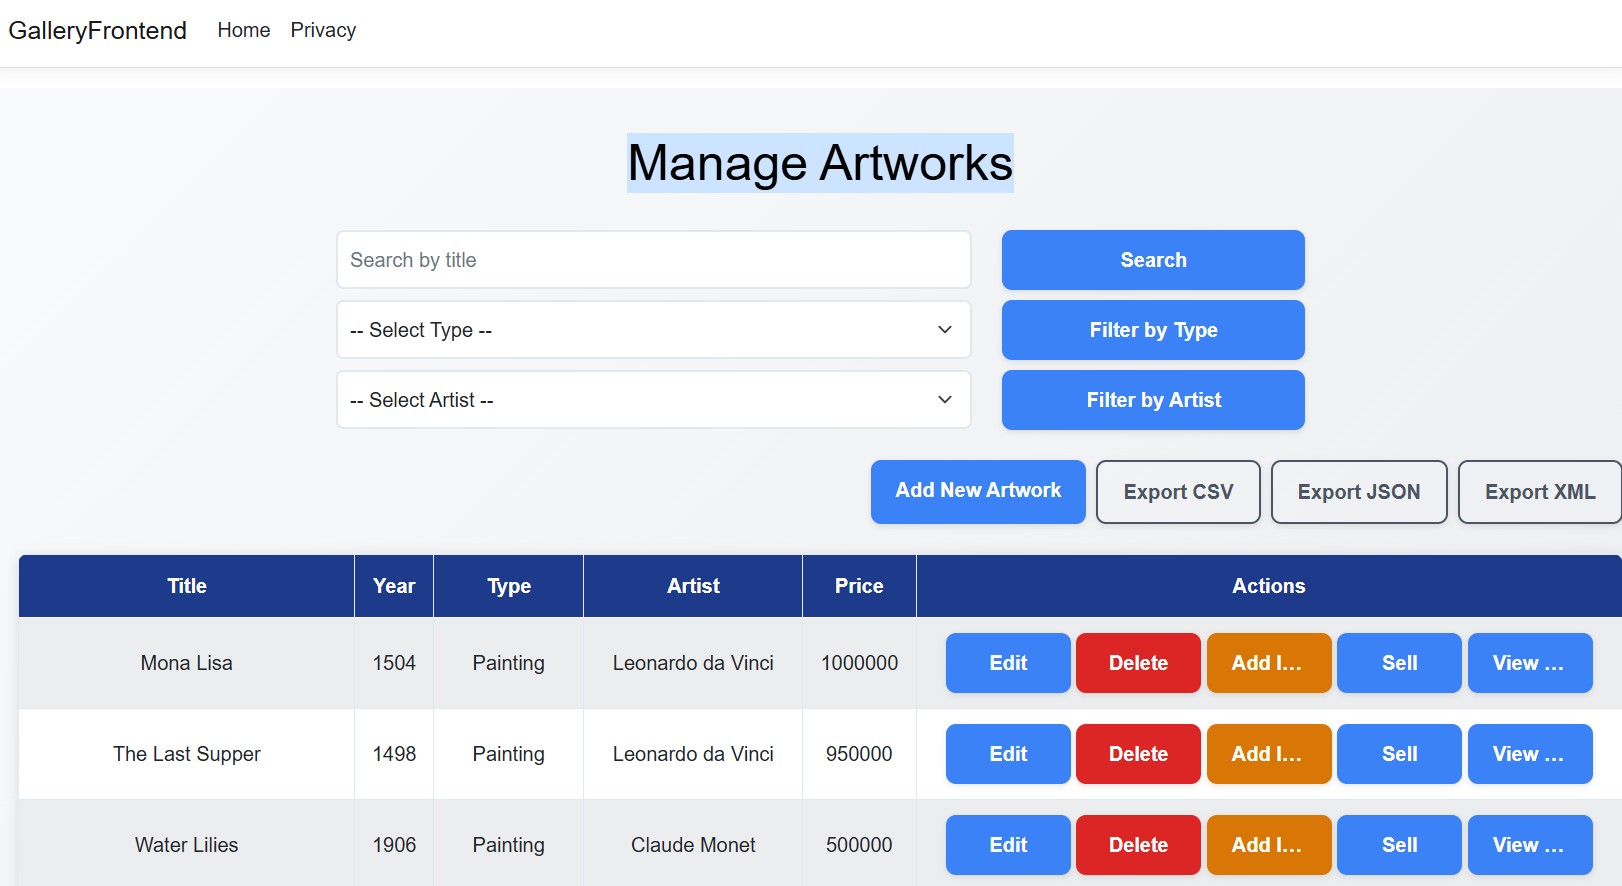 GalleryFrontend Home Privacy
Manage Artworks
Search by title Search
-- Select Type -- Filter by Type
-- Select Artist -- Filter by Artist
Add New Artwork Export CSV Export JSON Export XML
Title Year Type Artist Price Actions
Mona Lisa 1504 Painting Leonardo da Vinci 1000000 Edit Delete Add I... Sell View ...
The Last Supper 1498 Painting Leonardo da Vinci 950000 Edit Delete Add I... Sell View ...
Water Lilies 1906 Painting Claude Monet 500000 Edit Delete Add I... Sell View ...